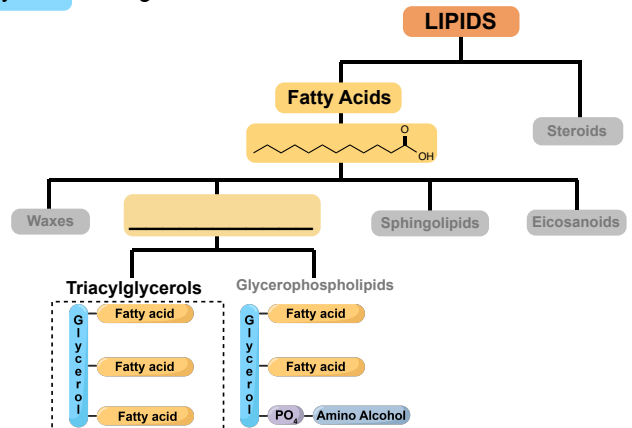 LIPIDS
Fatty Acids
O
OH
Steroids
Waxes
Sphingolipids
Eicosanoids
Triacylglycerols
Glycerophospholipids
Glycerol
Fatty acid
Fatty acid
Fatty acid
Glycerol
Fatty acid
Fatty acid
PO4
Amino Alcohol